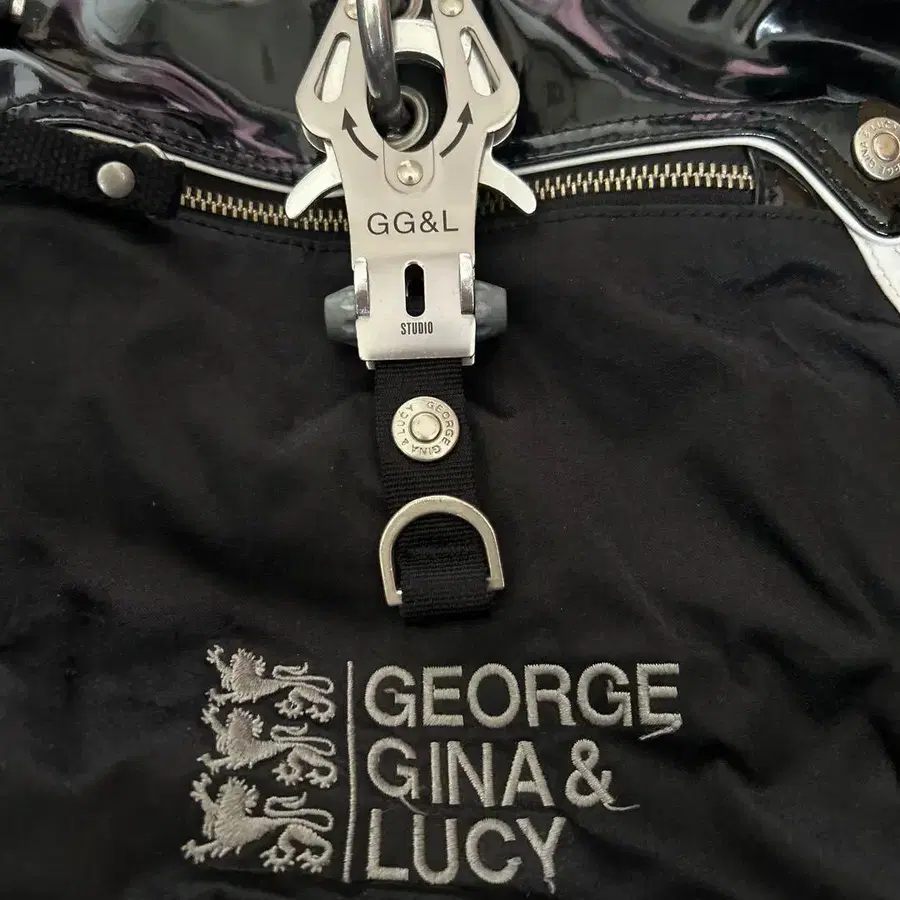 GG&L
STUDIO
GEORGE GINA & LUCY
GEORGE
GINA &
LUCY